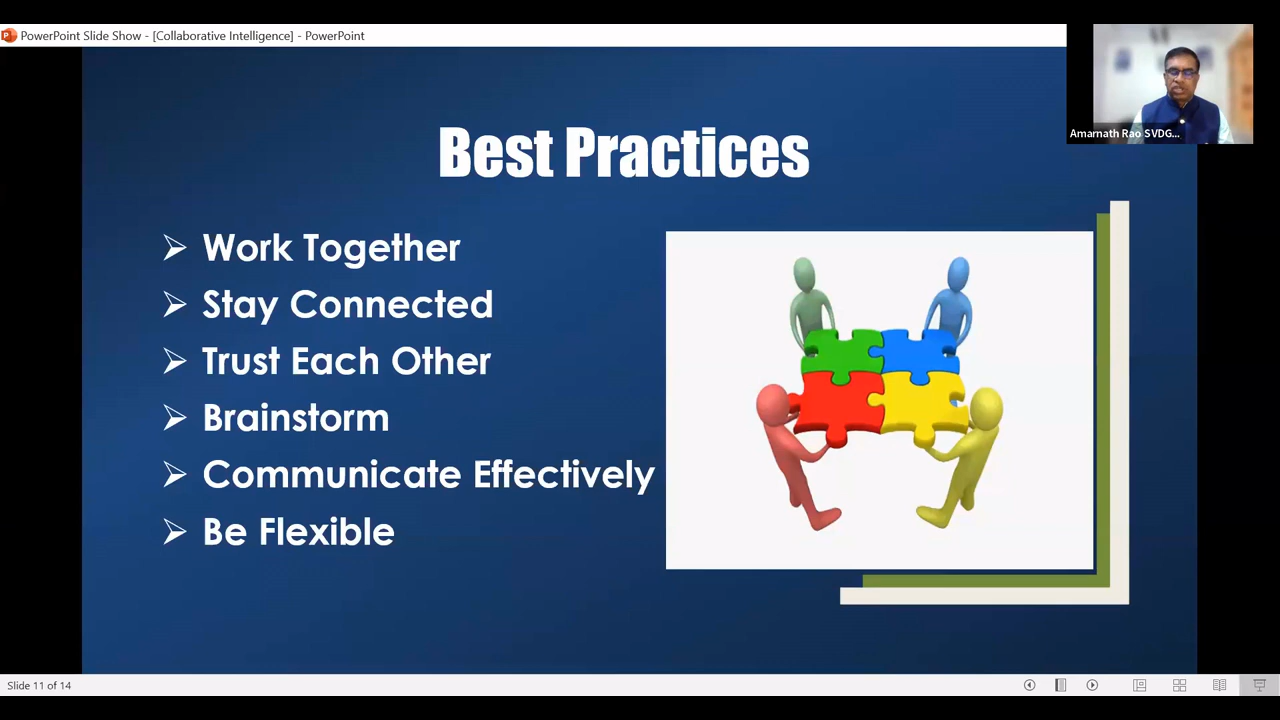 PowerPoint Slide Show - [Collaborative Intelligence] - PowerPoint
Amarnath Rao SVDG...
Best Practices
Work Together
Stay Connected
Trust Each Other
Brainstorm
Communicate Effectively
Be Flexible
Slide 11 of 14